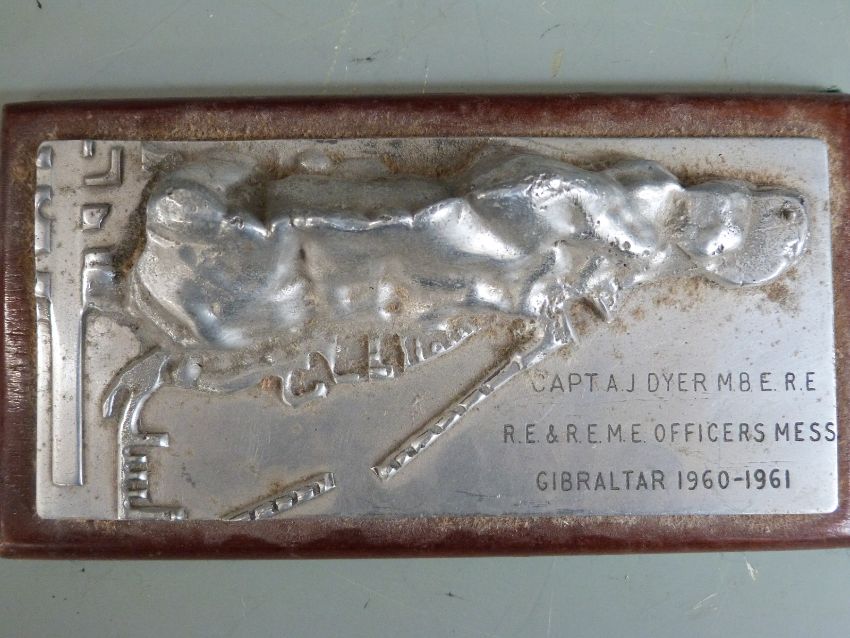 CAPT. A.J DYER M.B.E. R.E
R.E. & R.E.M.E. OFFICERS MESS
GIBRALTAR 1960-1961